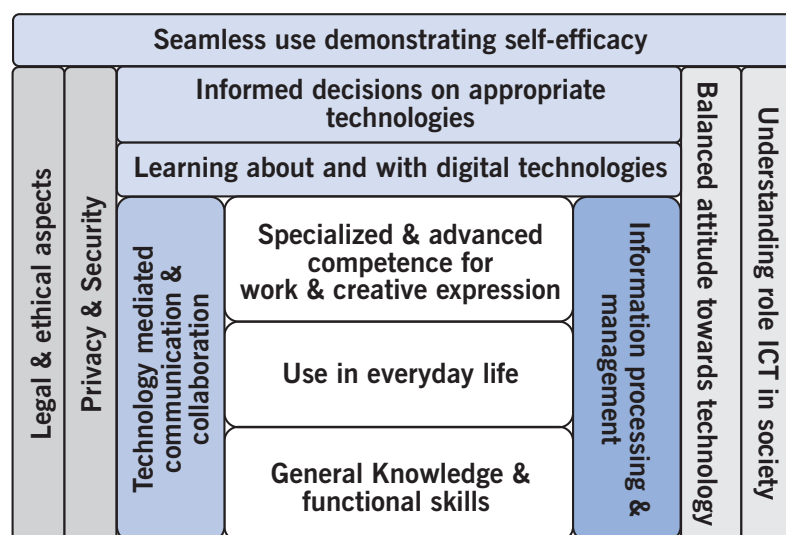 Seamless use demonstrating self-efficacy
Legal & ethical aspects
Privacy & Security
Informed decisions on appropriate
technologies
Learning about and with digital technologies
Technology mediated
communication &
collaboration
Specialized & advanced
competence for
work & creative expression
Use in everyday life
General Knowledge &
functional skills
Information processing &
management
Balanced attitude towards technology
Understanding role ICT in society